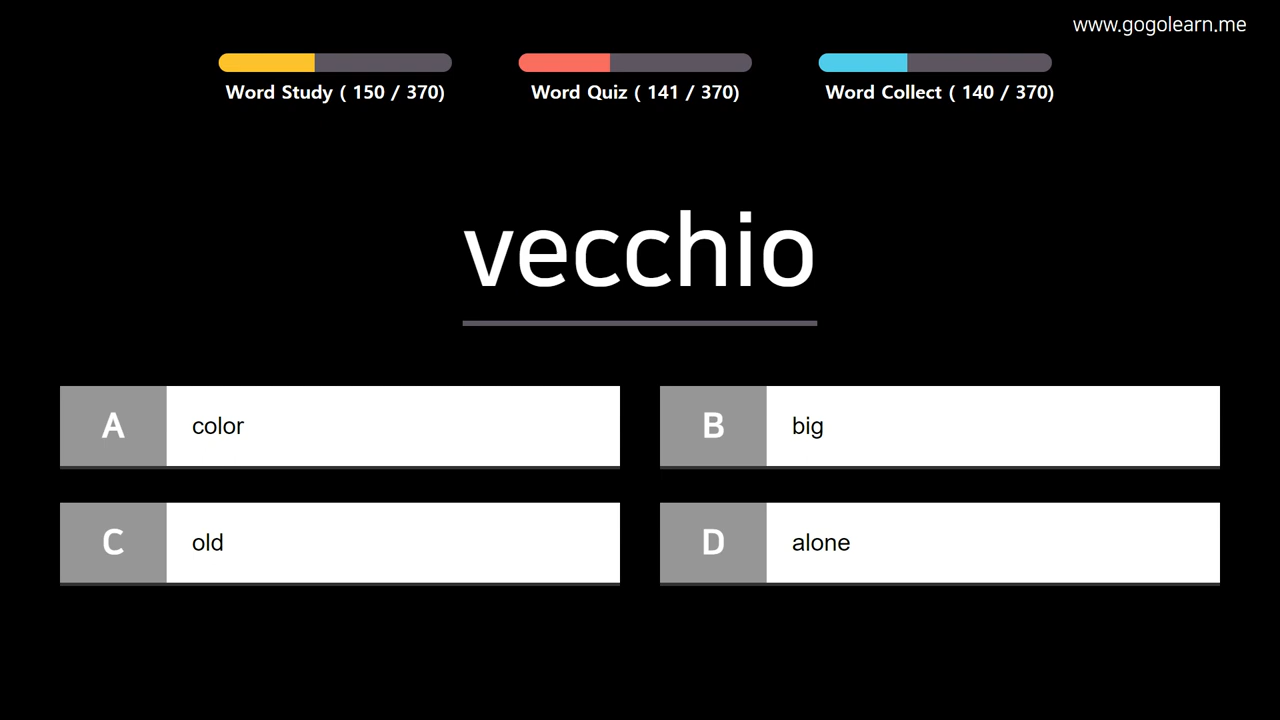 www.gogolearn.me
Word Study ( 150 / 370)
Word Quiz ( 141 / 370)
Word Collect ( 140 / 370)
vecchio
A color
B big
C old
D alone